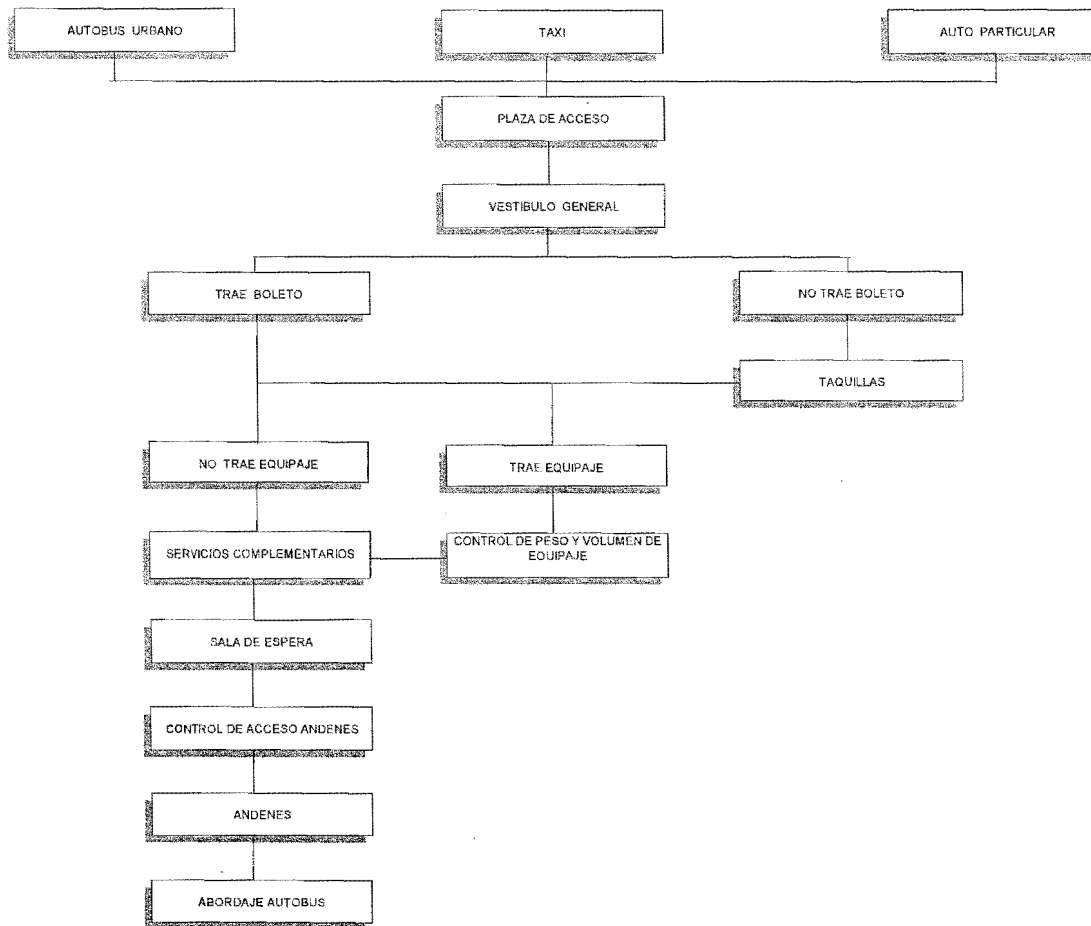 AUTOBUS URBANO
TAXI
AUTO PARTICULAR
PLAZA DE ACCESO
VESTIBULO GENERAL
TRAE BOLETO
NO TRAE BOLETO
TAQUILLAS
NO TRAE EQUIPAJE
TRAE EQUIPAJE
SERVICIOS COMPLEMENTARIOS
CONTROL DE PESO Y VOLUMEN DE
EQUIPAJE
SALA DE ESPERA
CONTROL DE ACCESO ANDENES
ANDENES
ABORDAJE AUTOBUS